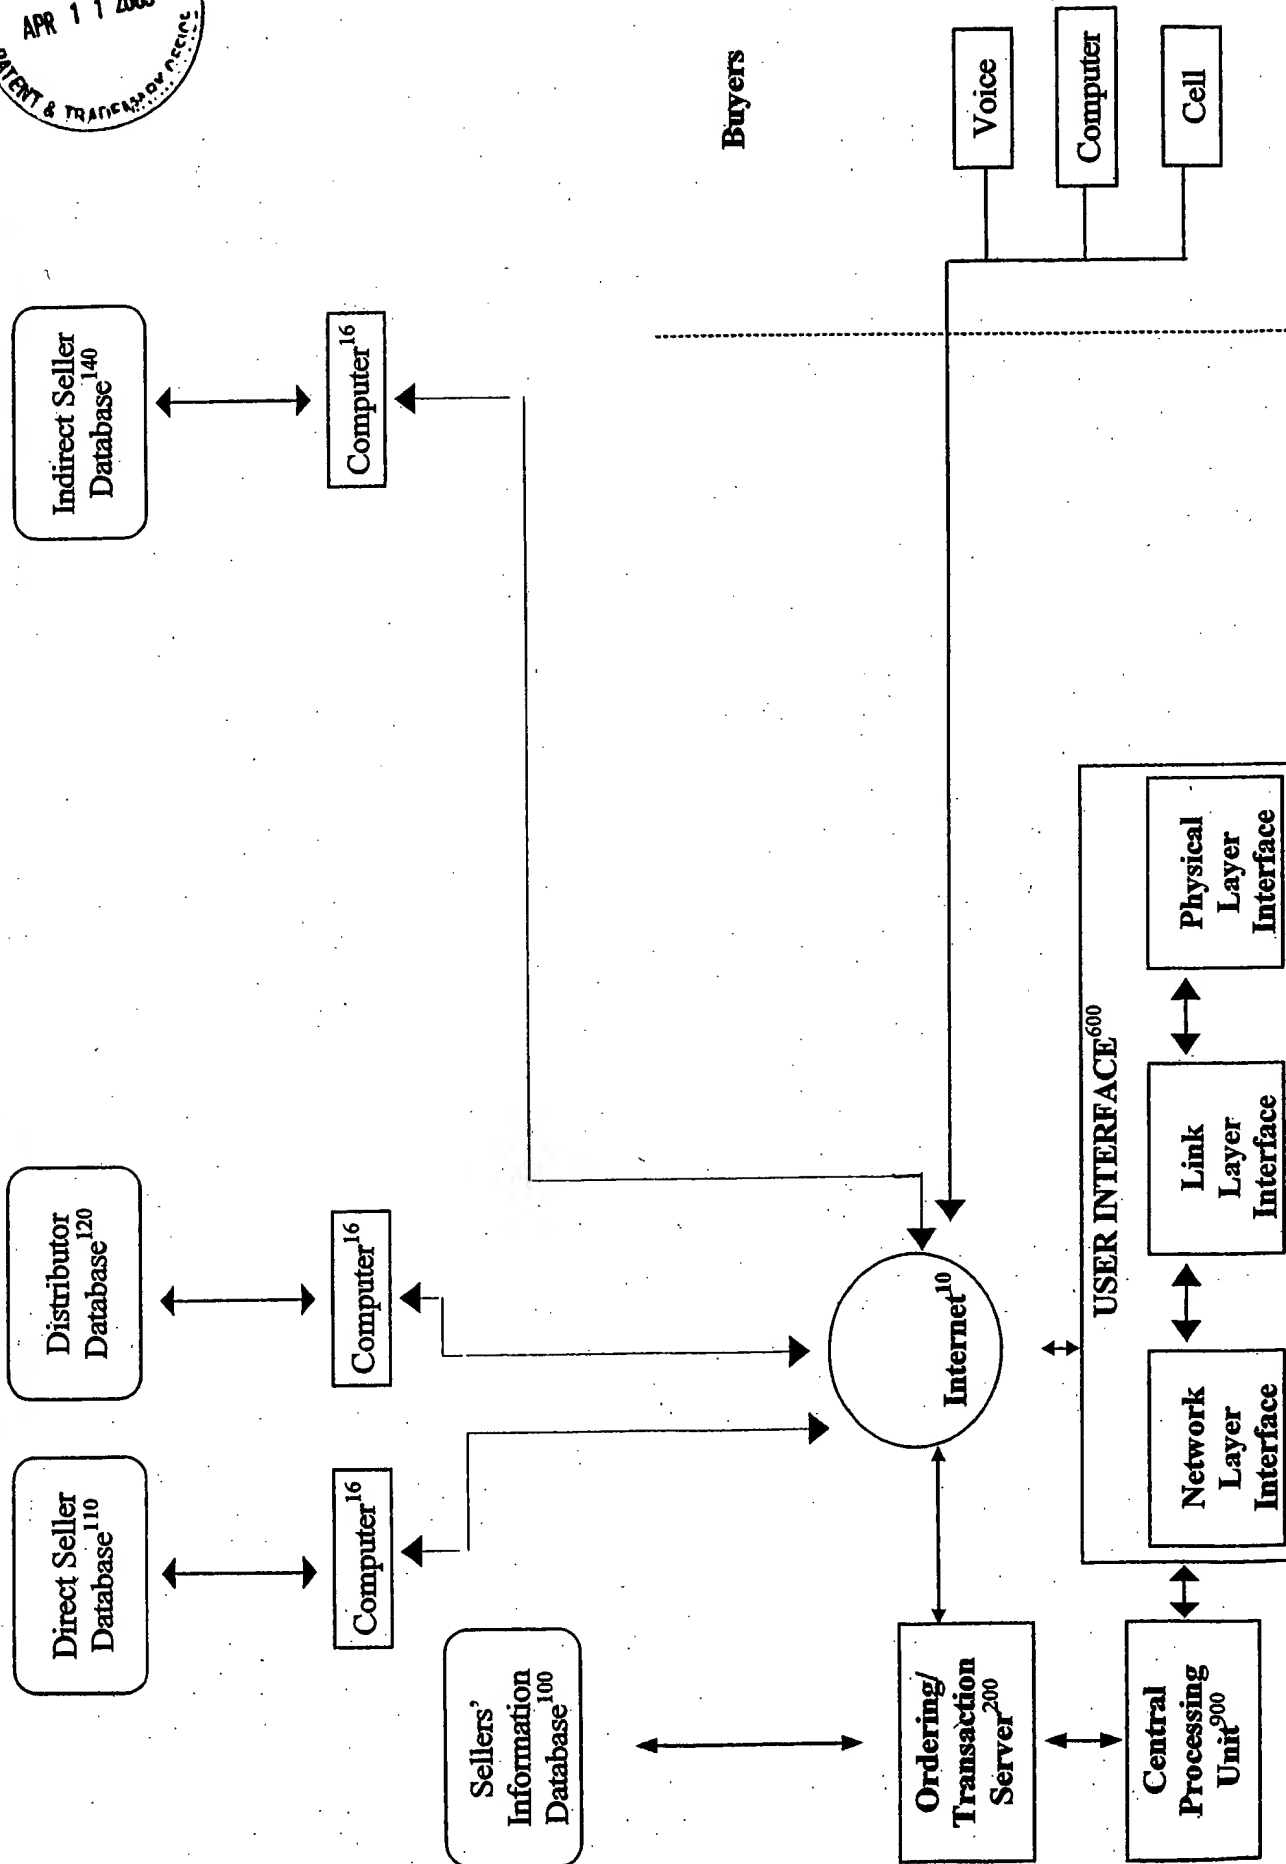 APR 1 1
PATENT & TRADEMARK OFFICE
Direct Seller
Database110
Distributor
Database120
Indirect Seller
Database140
Computer16
Computer16
Computer16
Sellers'
Information
Database100
Buyers
Ordering/
Transaction
Server200
Internet10
Voice
Computer
Cell
Central
Processing
Unit900
USER INTERFACE600
Network
Layer
Interface
Link
Layer
Interface
Physical
Layer
Interface